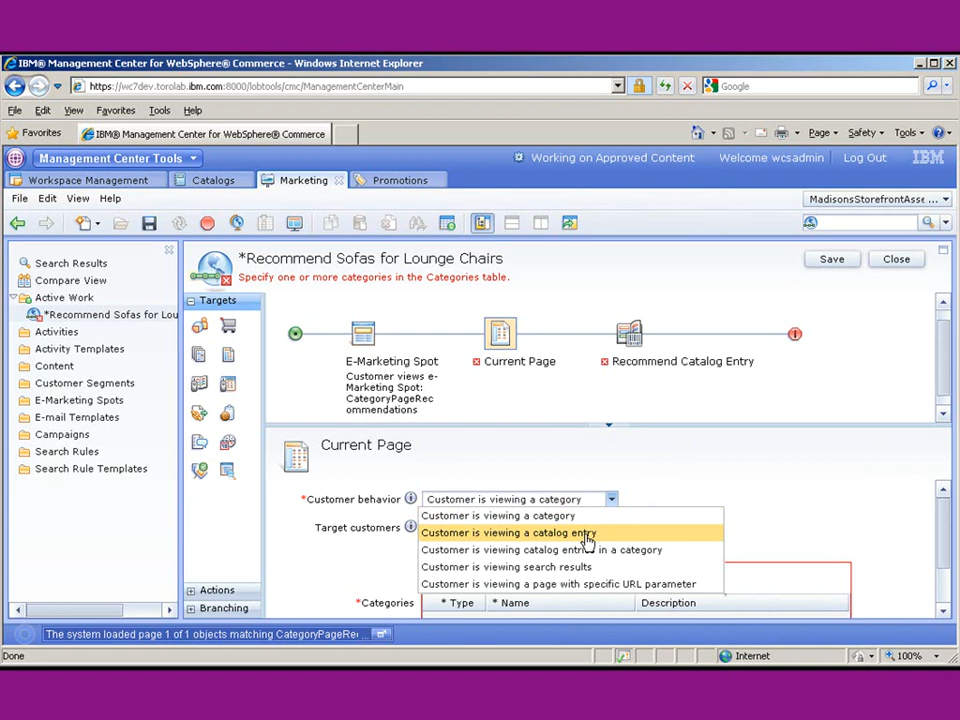 IBM® Management Center for WebSphere® Commerce - Windows Internet Explorer
https://wc7dev.torolab.ibm.com:8000/lobtools/cmc/ManagementCenterMain
Google
File Edit View Favorites Tools Help
Favorites
IBM® Management Center for WebSphere® Commerce
Page Safety Tools
Management Center Tools
Working on Approved Content
Welcome wcsadmin
Log Out
IBM
Workspace Management
Catalogs
Marketing
Promotions
File Edit View Help
MadisonsStorefrontAsse ...
Search Results
Compare View
Active Work
*Recommend Sofas for Lou
Activities
Activity Templates
Content
Customer Segments
E-Marketing Spots
E-mail Templates
Campaigns
Search Rules
Search Rule Templates
*Recommend Sofas for Lounge Chairs
Specify one or more categories in the Categories table.
Save
Close
Targets
E-Marketing Spot
Customer views e-
Marketing Spot:
CategoryPageRec
ommendations
Current Page
Recommend Catalog Entry
Current Page
*Customer behavior
Customer is viewing a category
Customer is viewing a category
Target customers
Customer is viewing a catalog entry
Customer is viewing catalog entries in a category
Customer is viewing search results
Customer is viewing a page with specific URL parameter
Actions
Branching
*Categories
* Type
* Name
Description
The system loaded page 1 of 1 objects matching CategoryPageRe
Done
Internet
100%